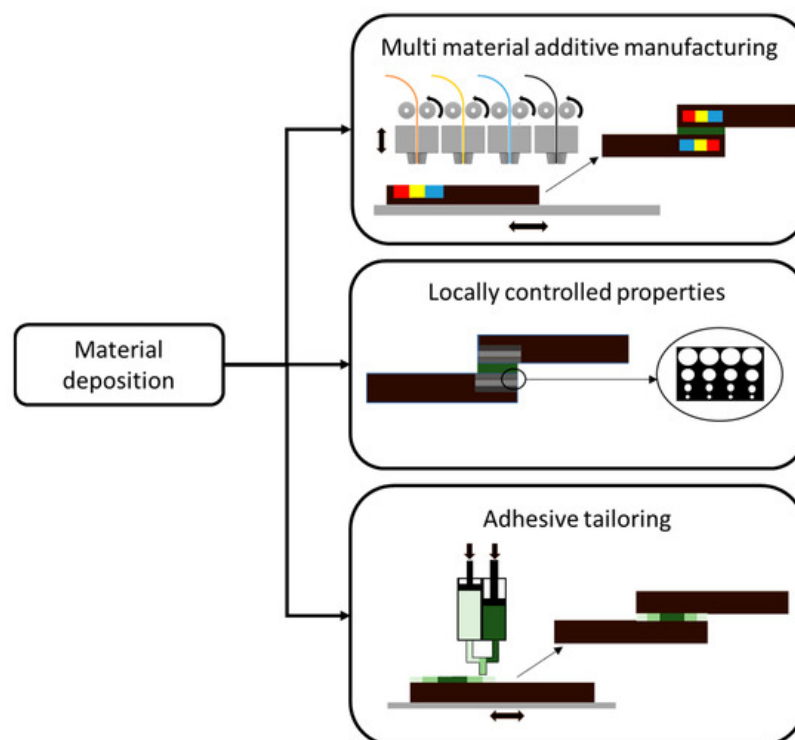 Multi material additive manufacturing
Locally controlled properties
Material
deposition
Adhesive tailoring